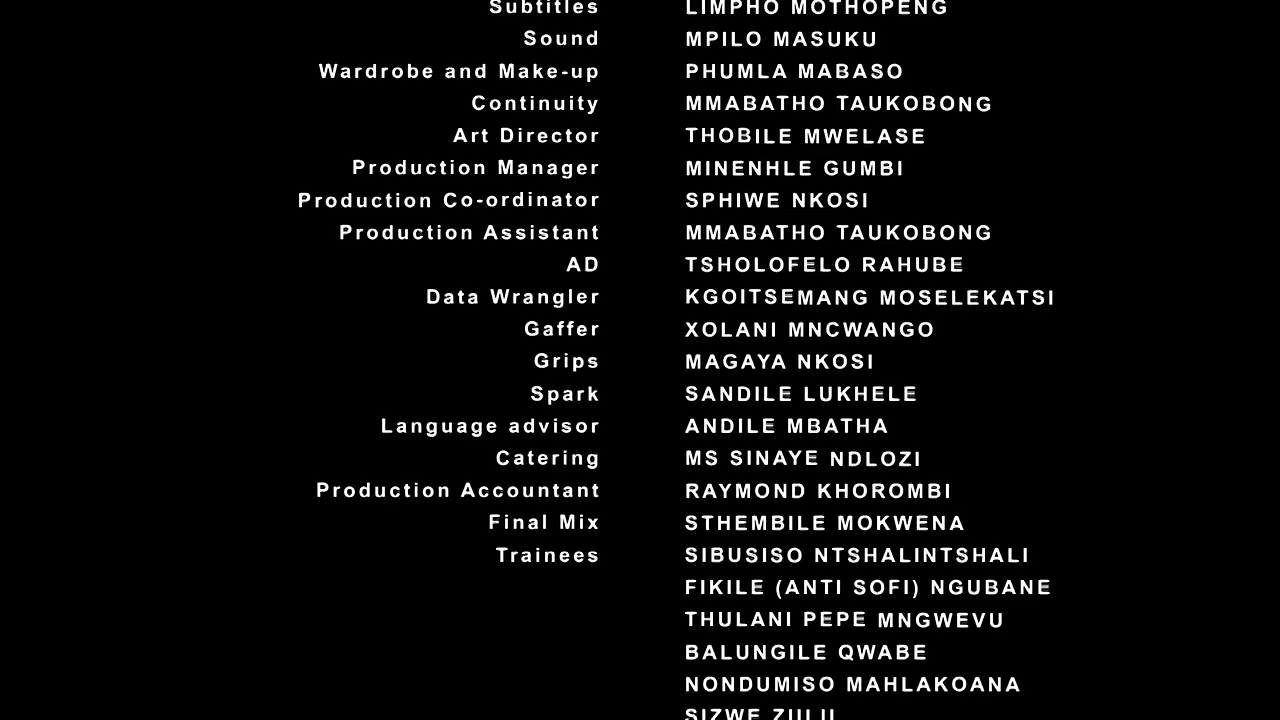 Subtitles LIMPHO MOTHOPENG
Sound MPILO MASUKU
Wardrobe and Make-up PHUMLA MABASO
Continuity MMABATHO TAUKOBONG
Art Director THOBILE MWELASE
Production Manager MINENHLE GUMBI
Production Co-ordinator SPHIWE NKOSI
Production Assistant MMABATHO TAUKOBONG
AD TSHOLOFELO RAHUBE
Data Wrangler KGOITSEMANG MOSELEKATSI
Gaffer XOLANI MNCWANGO
Grips MAGAYA NKOSI
Spark SANDILE LUKHELE
Language advisor ANDILE MBATHA
Catering MS SINAYE NDLOZI
Production Accountant RAYMOND KHOROMBI
Final Mix STHEMBILE MOKWENA
Trainees SIBUSISO NTSHALINTSHALI
FIKILE (ANTI SOFI) NGUBANE
THULANI PEPE MNGWEVU
BALUNGILE QWABE
NONDUMISO MAHLAKOANA
SIZWE ZULU